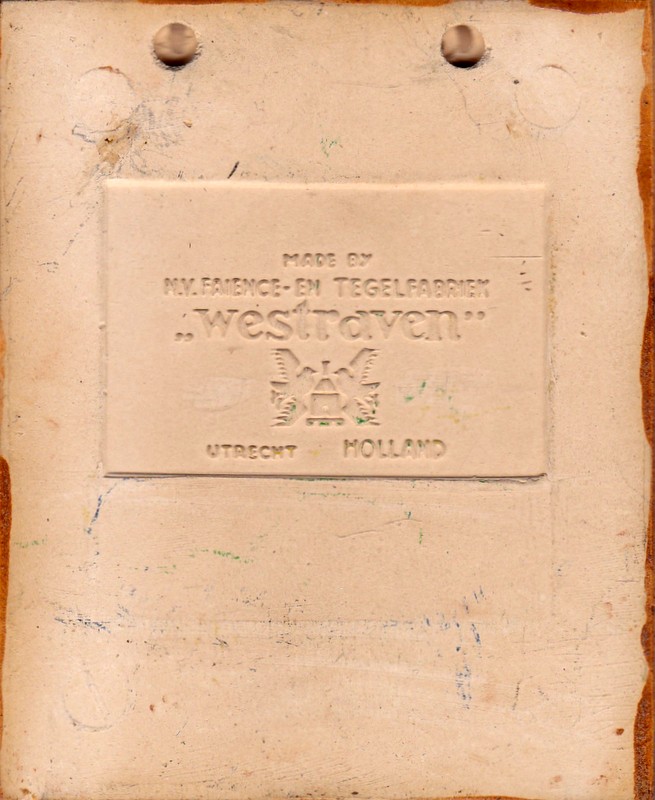 MADE BY
N.V. FAIENCE- EN TEGELFABRIEK
„Westraven”
UTRECHT HOLLAND